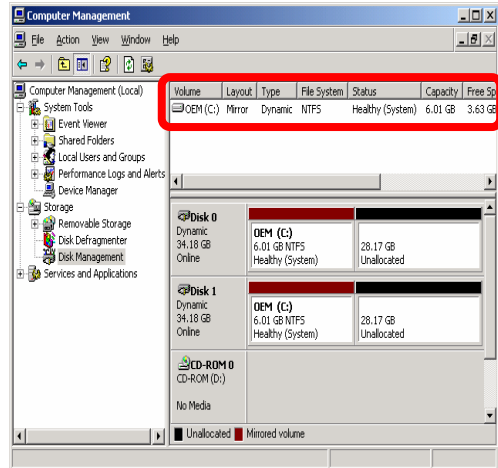 Computer Management
File Action View Window Help
Computer Management (Local)
System Tools
Event Viewer
Shared Folders
Local Users and Groups
Performance Logs and Alerts
Device Manager
Storage
Removable Storage
Disk Defragmenter
Disk Management
Services and Applications
Volume Layout Type File System Status Capacity Free Sp
OEM (C:) Mirror Dynamic NTFS Healthy (System) 6.01 GB 3.63 GB
Disk 0
Dynamic
34.18 GB
Online
OEM (C:)
6.01 GB NTFS
Healthy (System)
28.17 GB
Unallocated
Disk 1
Dynamic
34.18 GB
Online
OEM (C:)
6.01 GB NTFS
Healthy (System)
28.17 GB
Unallocated
CD-ROM 0
CD-ROM (D:)
No Media
Unallocated Mirrored volume